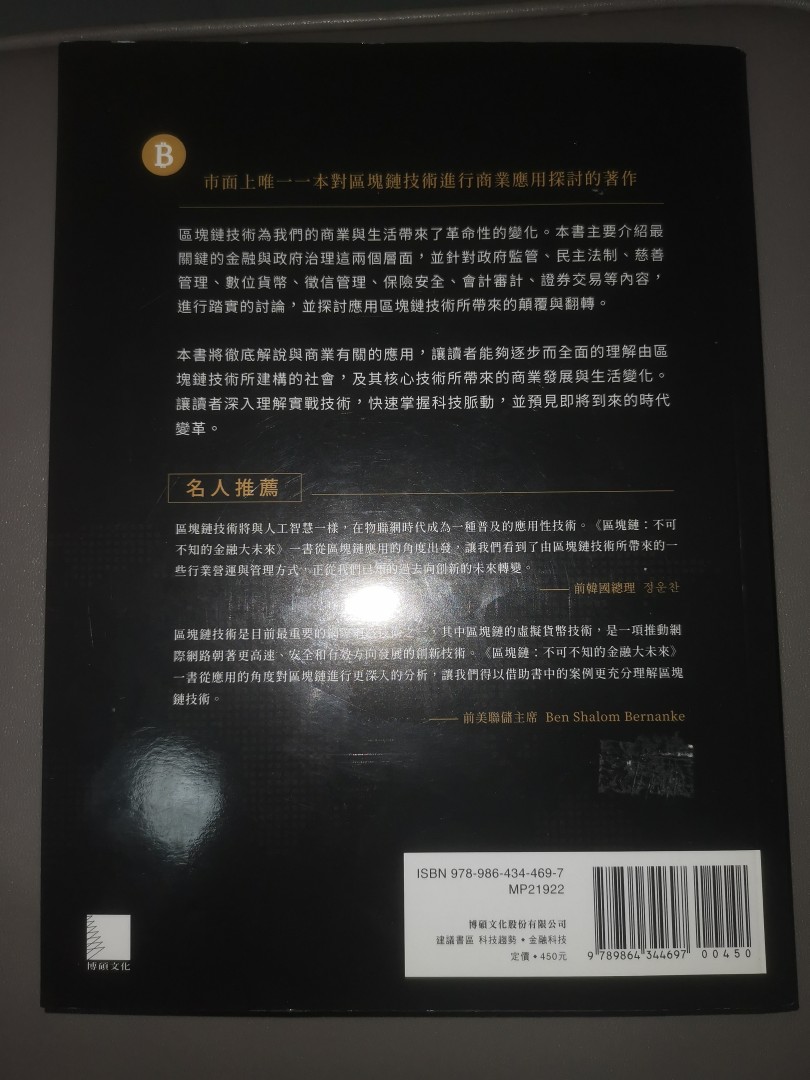 市面上唯一一本對區塊鏈技術進行商業應用探討的著作
區塊鏈技術為我們的商業與生活帶來了革命性的變化。本書主要介紹最
關鍵的金融與政府治理這兩個層面，並針對政府監管、民主法制、慈善
管理、數位貨幣、徵信管理、保險安全、會計審計、證券交易等內容，
進行踏實的討論，並探討應用區塊鏈技術所帶來的顛覆與翻轉。
本書將徹底解說與商業有關的應用，讓讀者能夠逐步而全面的理解由區
塊鏈技術所建構的社會，及其核心技術所帶來的商業發展與生活變化。
讓讀者深入理解實戰技術，快速掌握科技脈動，並預見即將到來的時代
變革。
名人推薦
區塊鏈技術將與人工智慧一樣，在物聯網時代成為一種普及的應用性技術。《區塊鏈：不可
不知的金融大未來》一書從區塊鏈應用的角度出發，讓我們看到了由區塊鏈技術所帶來的一
些行業營運與管理方式，正從我們已知的過去向創新的未來轉變。
——前韓國總理 정운찬
區塊鏈技術是目前最重要的，其中區塊鏈的虛擬貨幣技術，是一項推動網
際網路朝著更高速、安全和有效方向發展的創新技術。《區塊鏈：不可不知的金融大未來》
一書從應用的角度對區塊鏈進行更深入的分析，讓我們得以借助書中的案例更充分理解區塊
鏈技術。
——前美聯儲主席 Ben Shalom Bernanke
ISBN 978-986-434-469-7
MP21922
博碩文化股份有限公司
建議書區 科技趨勢•金融科技
定價•450元
9 789864 344697 00450
博碩文化